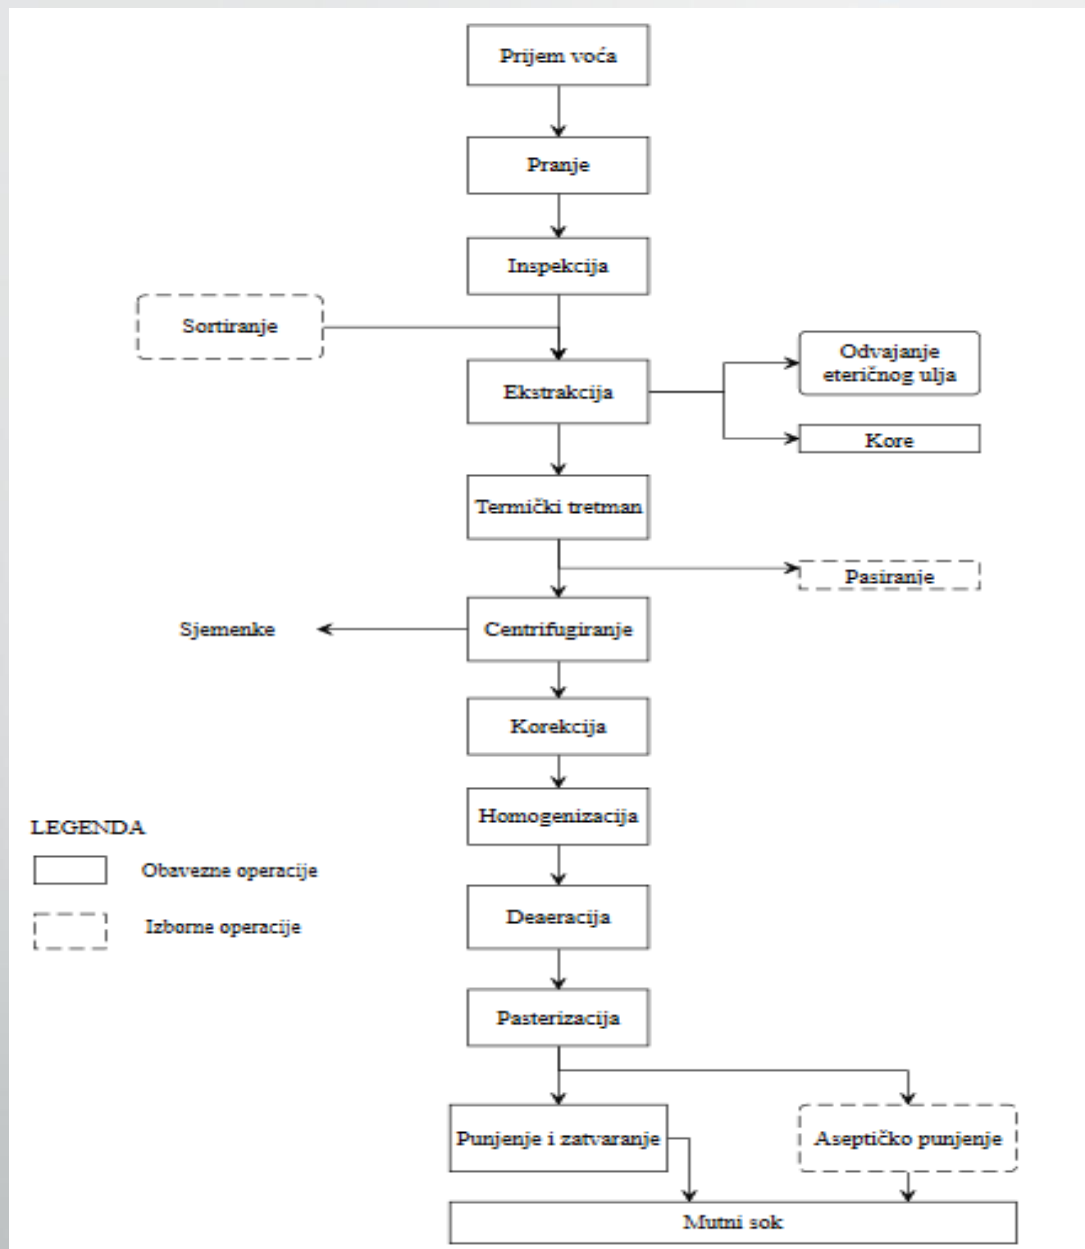 Prijem voća
Pranje
Inspekcija
Sortiranje
Ekstrakcija
Odvajanje
eteričnog ulja
Kore
Termički tretman
Pasiranje
Sjemenke
Centrifugiranje
Korekcija
Homogenizacija
LEGENDA
Obavezne operacije
Izborne operacije
Deaeracija
Pasterizacija
Punjenje i zatvaranje
Aseptičko punjenje
Mutni sok